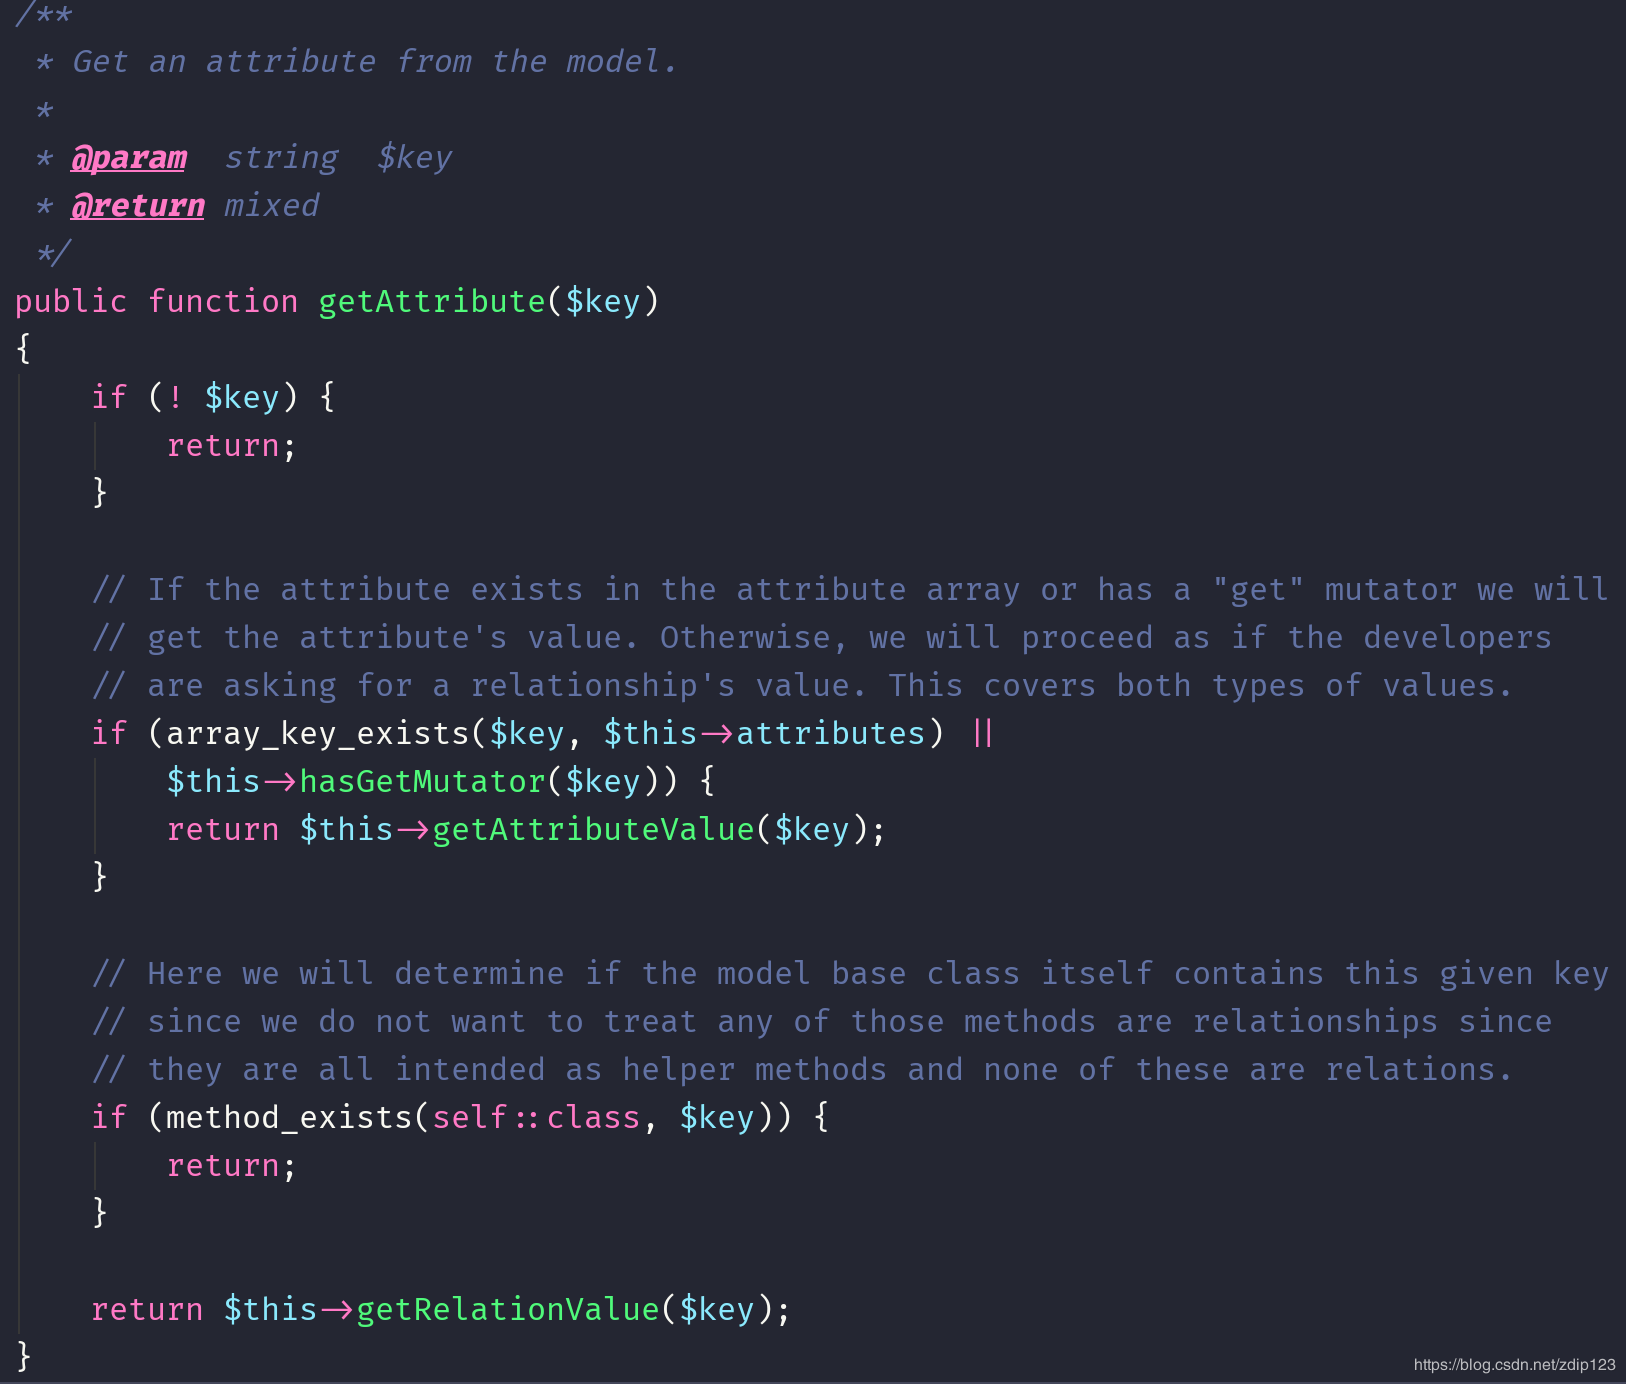 /**
 * Get an attribute from the model.
 *
 * @param  string  $key
 * @return mixed
 */
public function getAttribute($key)
{
    if (! $key) {
        return;
    }

    // If the attribute exists in the attribute array or has a "get" mutator we will
    // get the attribute's value. Otherwise, we will proceed as if the developers
    // are asking for a relationship's value. This covers both types of values.
    if (array_key_exists($key, $this->attributes) ||
        $this->hasGetMutator($key)) {
        return $this->getAttributeValue($key);
    }

    // Here we will determine if the model base class itself contains this given key
    // since we do not want to treat any of those methods are relationships since
    // they are all intended as helper methods and none of these are relations.
    if (method_exists(self::class, $key)) {
        return;
    }

    return $this->getRelationValue($key);
}
https://blog.csdn.net/zdip123